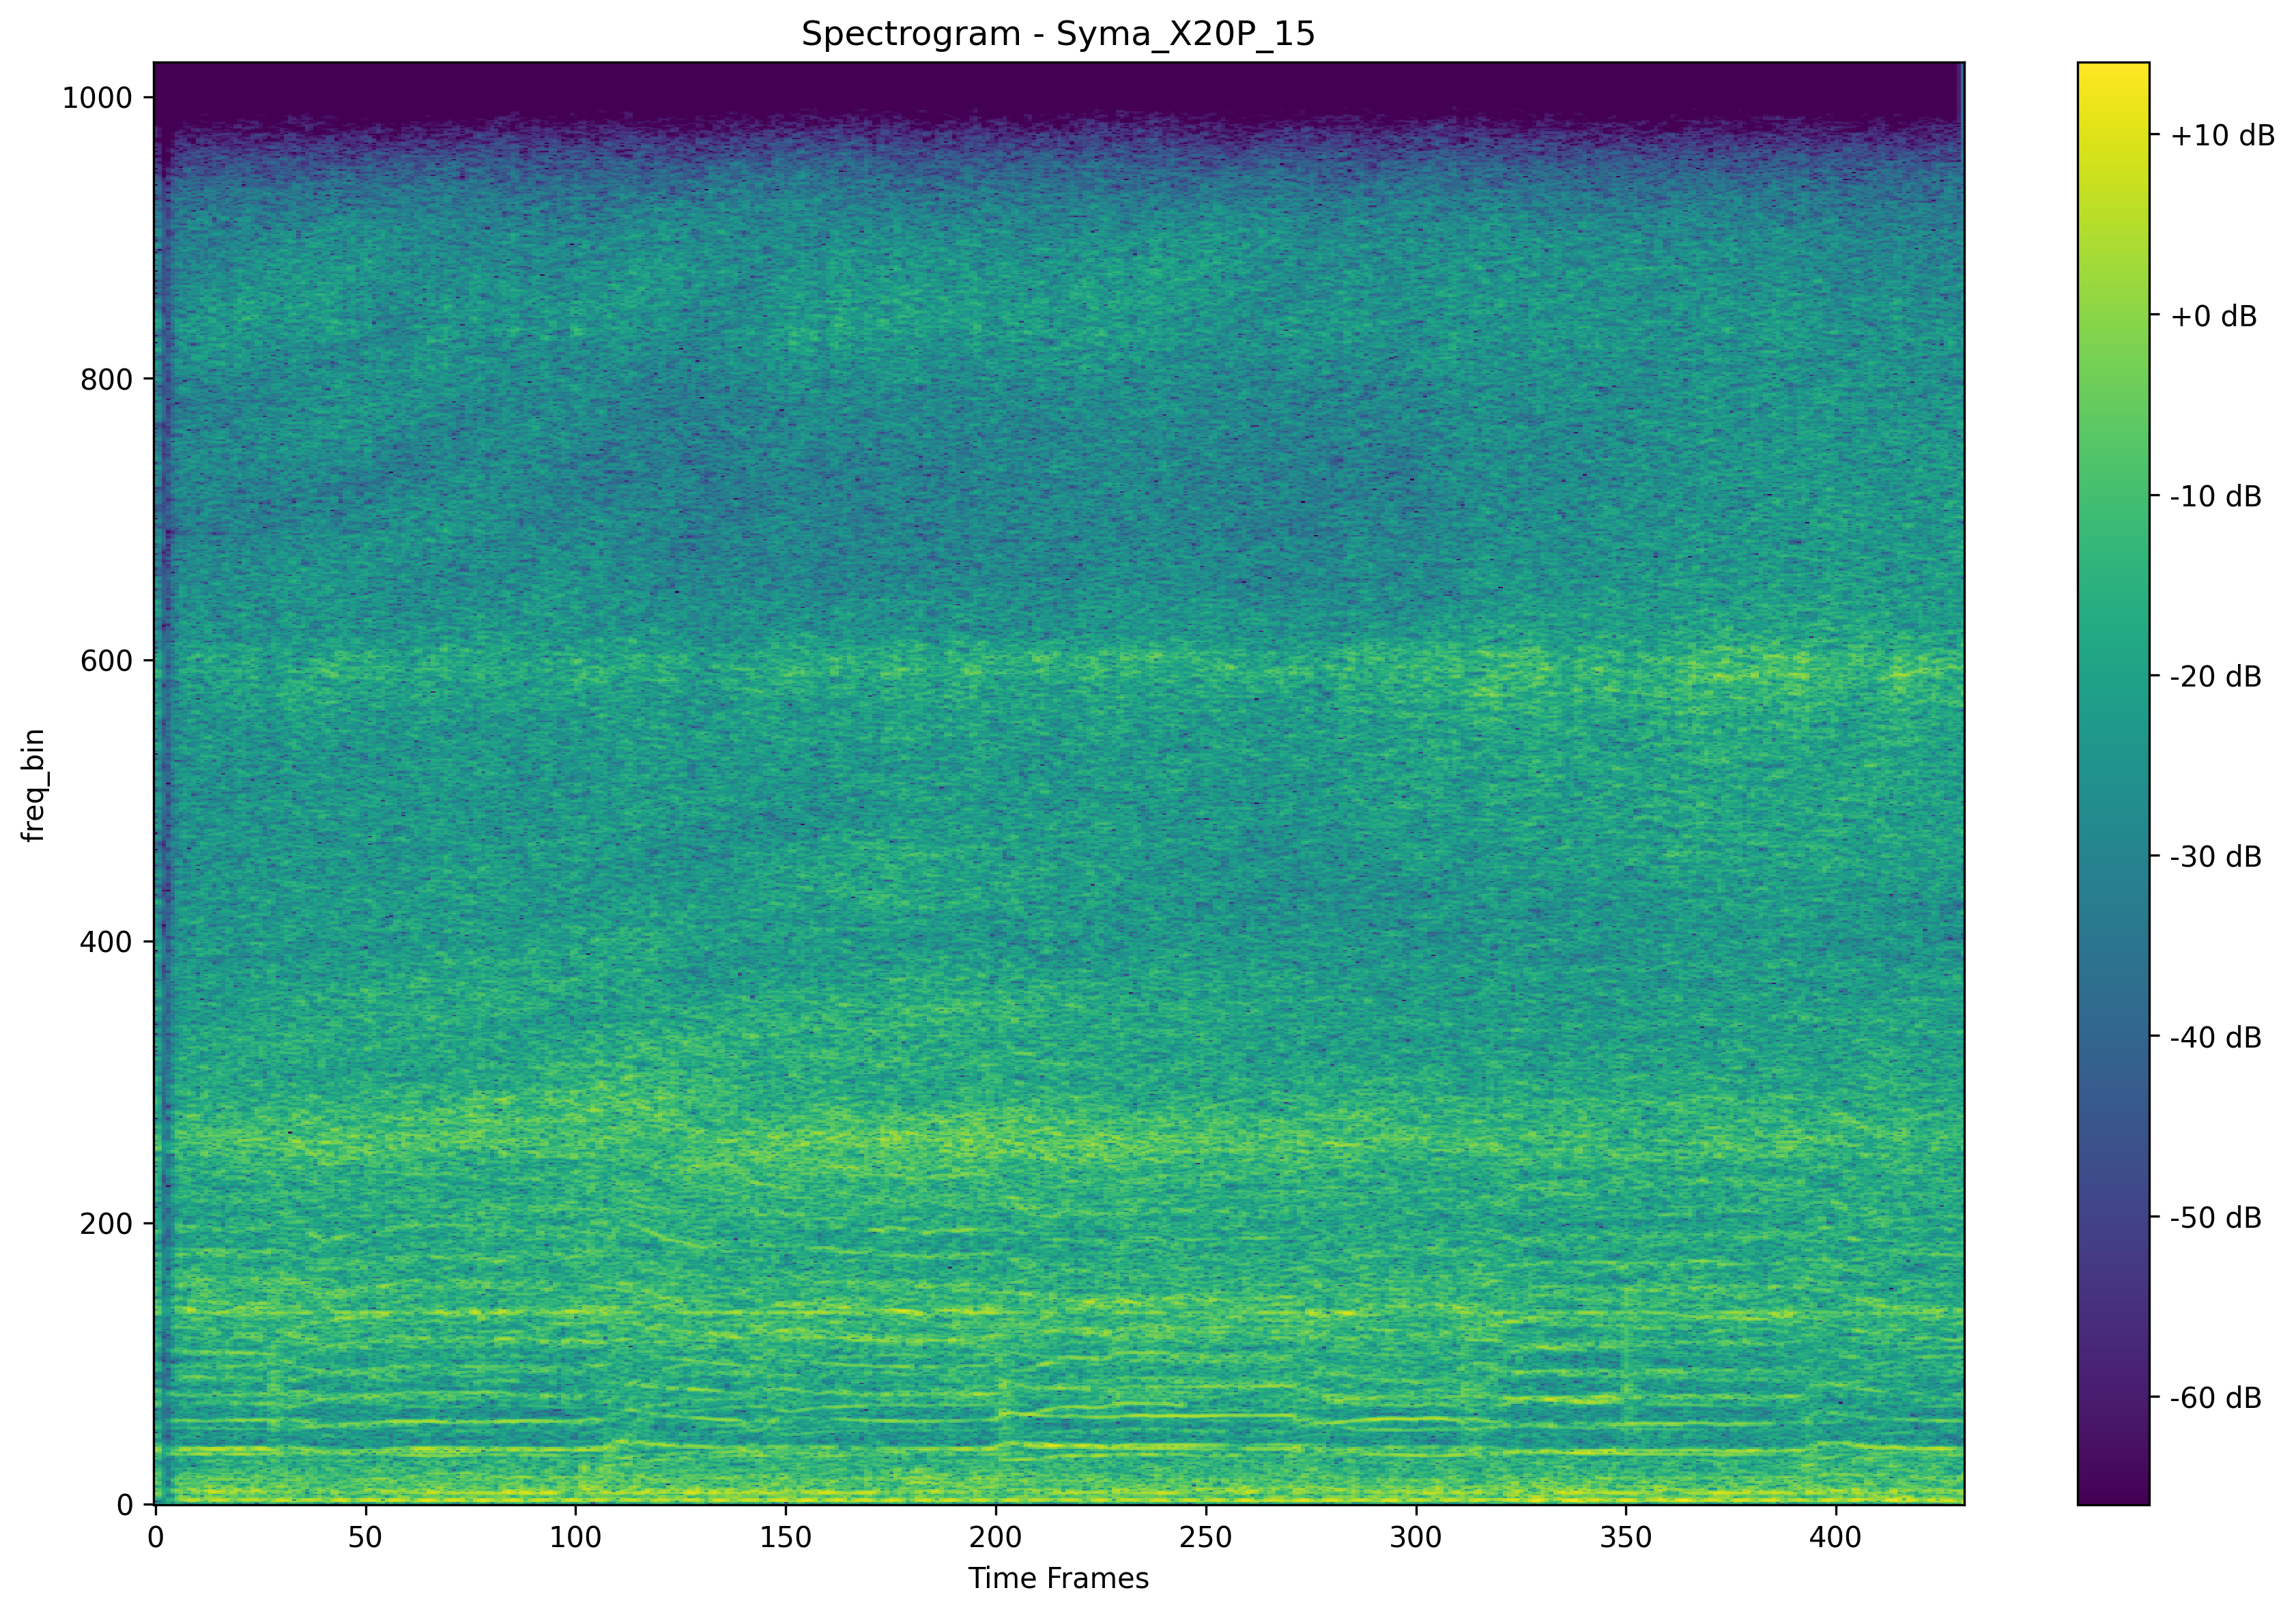 Spectrogram - Syma_X20P_15
1000
800
600
400
200
0
freq_bin
0 50 100 150 200 250 300 350 400
Time Frames
+10 dB
+0 dB
-10 dB
-20 dB
-30 dB
-40 dB
-50 dB
-60 dB